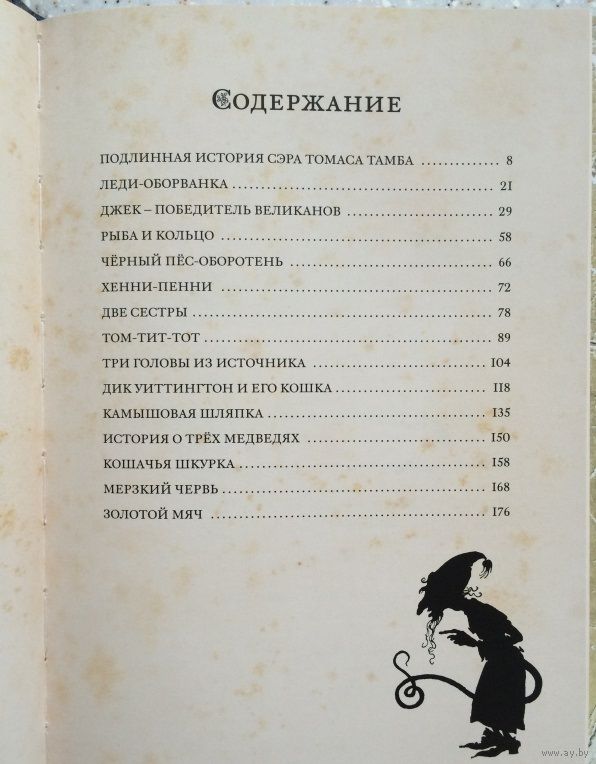 СОДЕРЖАНИЕ
ПОДЛИННАЯ ИСТОРИЯ СЭРА ТОМАСА ТАМБА .............. 8
ЛЕДИ-ОБОРВАНКА .............. 21
ДЖЕК – ПОБЕДИТЕЛЬ ВЕЛИКАНОВ .............. 29
РЫБА И КОЛЬЦО .............. 58
ЧЁРНЫЙ ПЁС-ОБОРОТЕНЬ .............. 66
ХЕННИ-ПЕННИ .............. 72
ДВЕ СЕСТРЫ .............. 78
ТОМ-ТИТ-ТОТ .............. 89
ТРИ ГОЛОВЫ ИЗ ИСТОЧНИКА .............. 104
ДИК УИТТИНГТОН И ЕГО КОШКА .............. 118
КАМЫШОВАЯ ШЛЯПКА .............. 135
ИСТОРИЯ О ТРЁХ МЕДВЕДЯХ .............. 150
КОШАЧЬЯ ШКУРКА .............. 158
МЕРЗКИЙ ЧЕРВЬ .............. 168
ЗОЛОТОЙ МЯЧ .............. 176
www.ay.by